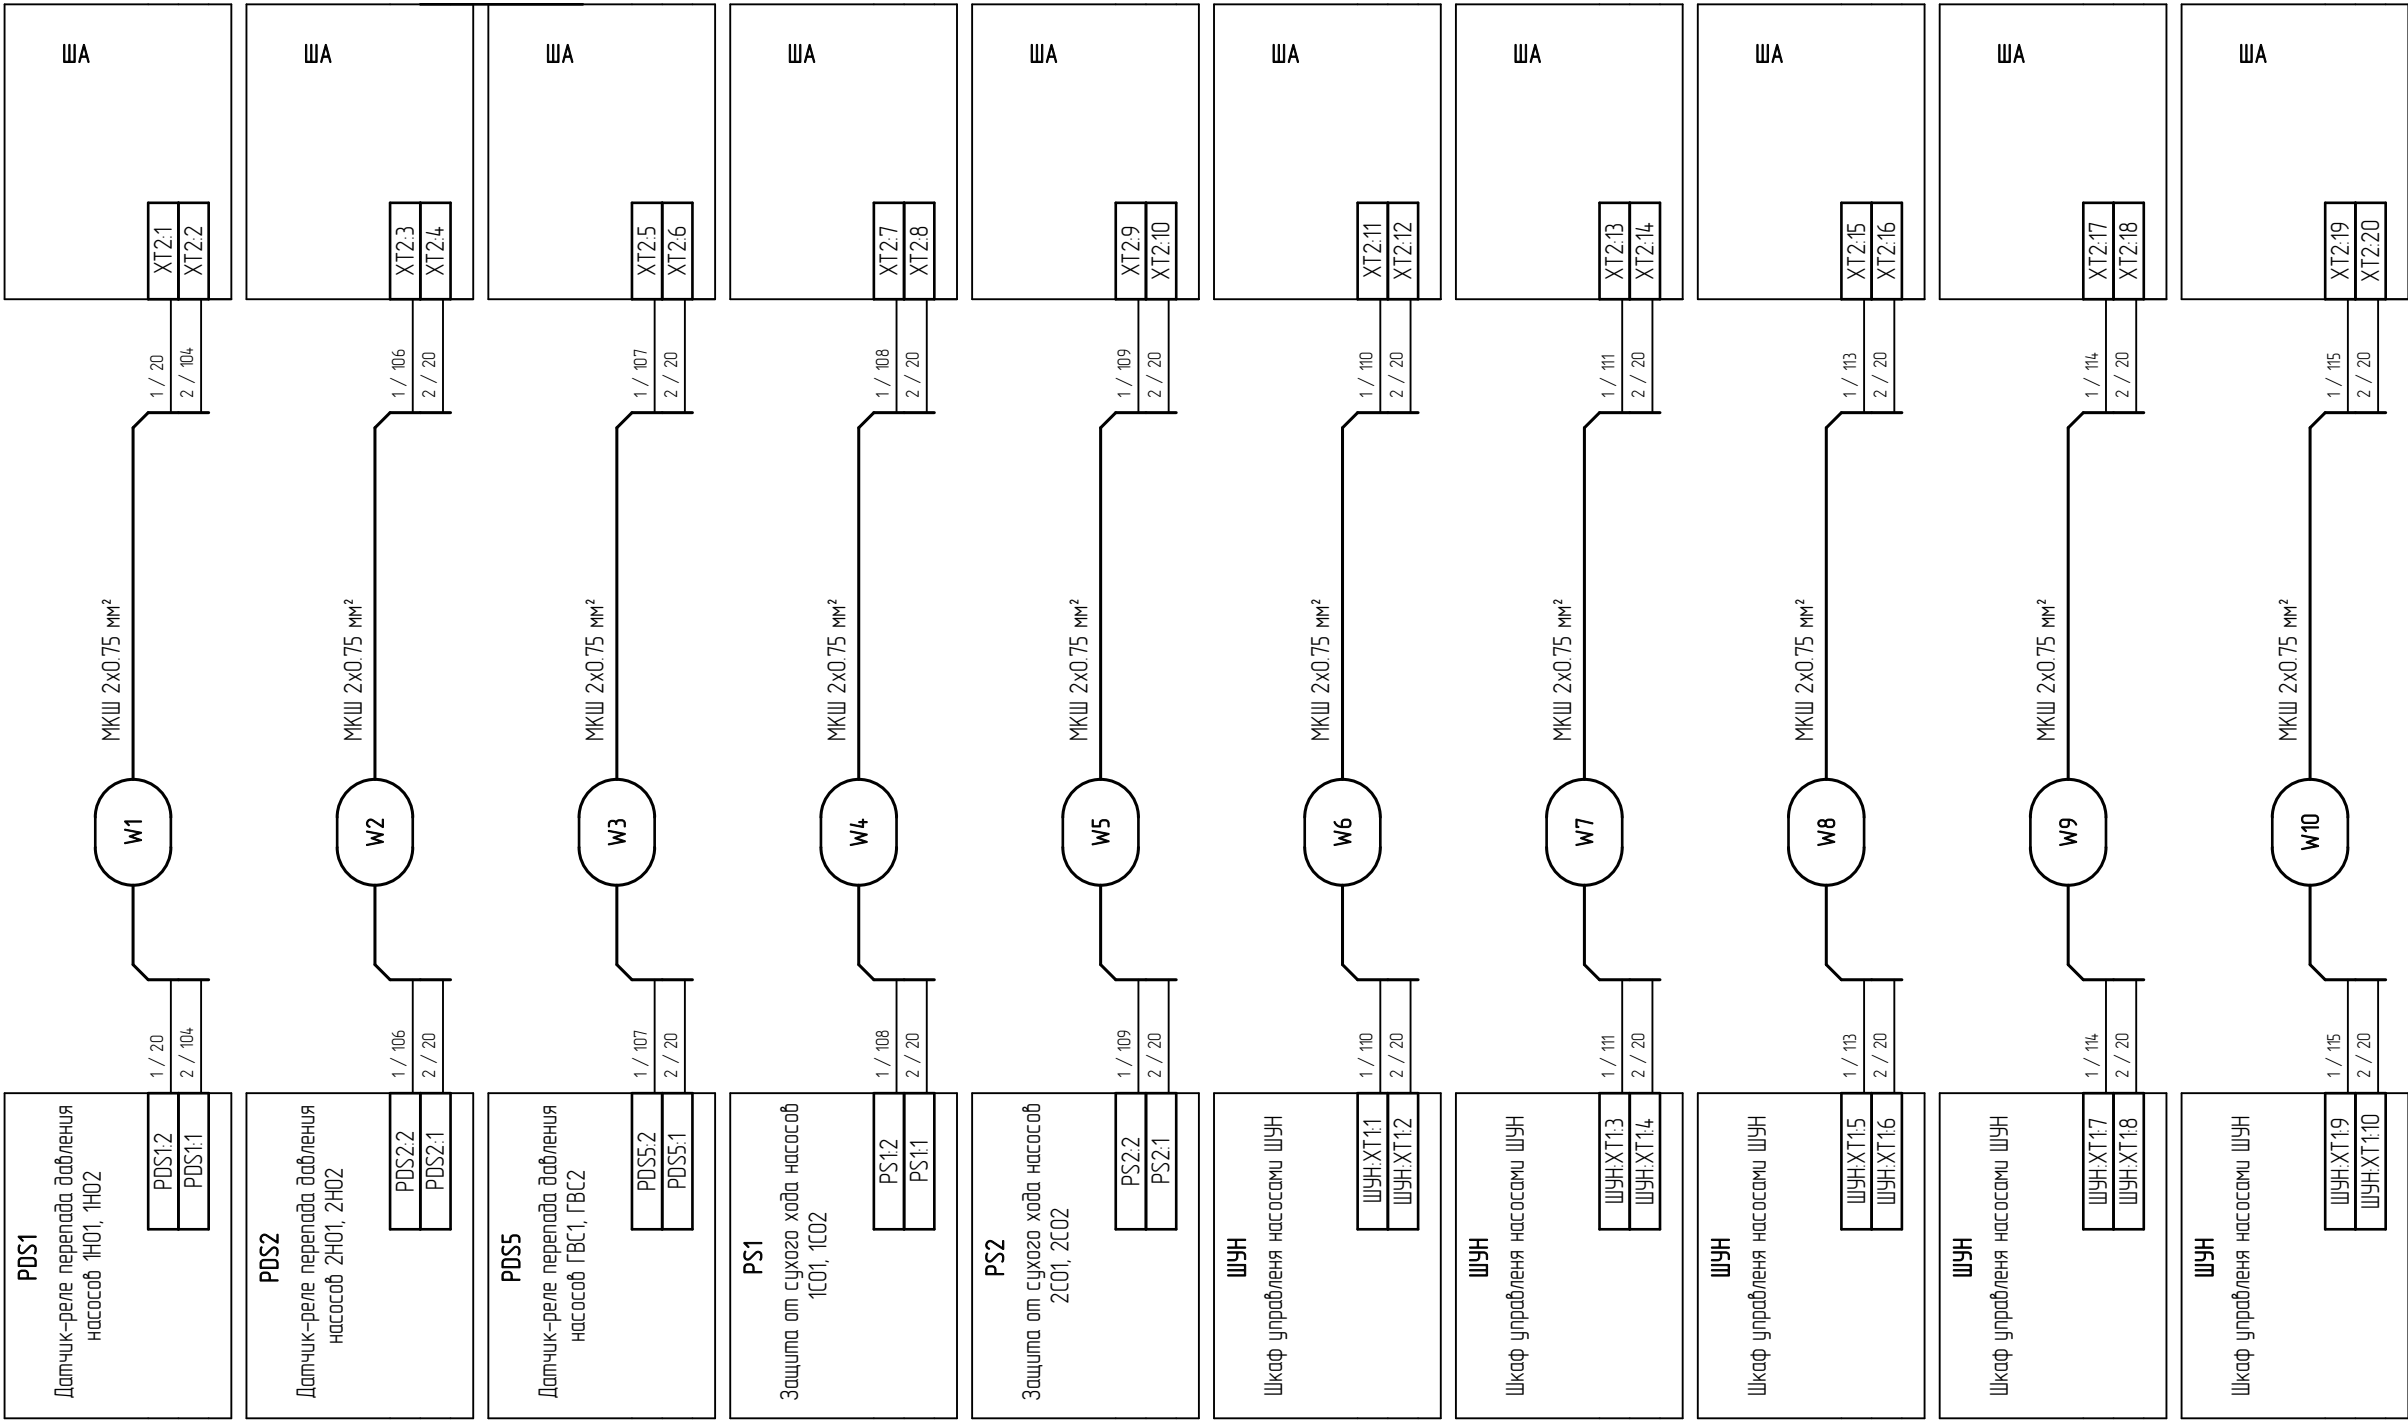 PDS1
Датчик-реле перепада давления
насосов 1Н01, 1Н02
PDS1:2
PDS1:1
1 / 20
2 / 104
W1
МКШ 2х0.75 мм²
1 / 20
2 / 104
XT2:1
XT2:2
ША
PDS2
Датчик-реле перепада давления
насосов 2Н01, 2Н02
PDS2:2
PDS2:1
1 / 106
2 / 20
W2
МКШ 2х0.75 мм²
1 / 106
2 / 20
XT2:3
XT2:4
ША
PDS5
Датчик-реле перепада давления
насосов ГВС1, ГВС2
PDS5:2
PDS5:1
1 / 107
2 / 20
W3
МКШ 2х0.75 мм²
1 / 107
2 / 20
XT2:5
XT2:6
ША
PS1
Защита от сухого хода насосов
1С01, 1С02
PS1:2
PS1:1
1 / 108
2 / 20
W4
МКШ 2х0.75 мм²
1 / 108
2 / 20
XT2:7
XT2:8
ША
PS2
Защита от сухого хода насосов
2С01, 2С02
PS2:2
PS2:1
1 / 109
2 / 20
W5
МКШ 2х0.75 мм²
1 / 109
2 / 20
XT2:9
XT2:10
ША
ШУН
Шкаф управленя насосами ШУН
ШУН:XT1:1
ШУН:XT1:2
1 / 110
2 / 20
W6
МКШ 2х0.75 мм²
1 / 110
2 / 20
XT2:11
XT2:12
ША
ШУН
Шкаф управленя насосами ШУН
ШУН:XT1:3
ШУН:XT1:4
1 / 111
2 / 20
W7
МКШ 2х0.75 мм²
1 / 111
2 / 20
XT2:13
XT2:14
ША
ШУН
Шкаф управленя насосами ШУН
ШУН:XT1:5
ШУН:XT1:6
1 / 113
2 / 20
W8
МКШ 2х0.75 мм²
1 / 113
2 / 20
XT2:15
XT2:16
ША
ШУН
Шкаф управленя насосами ШУН
ШУН:XT1:7
ШУН:XT1:8
1 / 114
2 / 20
W9
МКШ 2х0.75 мм²
1 / 114
2 / 20
XT2:17
XT2:18
ША
ШУН
Шкаф управленя насосами ШУН
ШУН:XT1:9
ШУН:XT1:10
1 / 115
2 / 20
W10
МКШ 2х0.75 мм²
1 / 115
2 / 20
XT2:19
XT2:20
ША